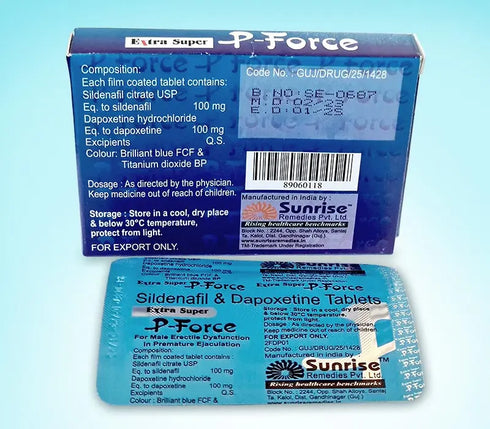 Extra Super P-Force
Composition:
Each film coated tablet contains:
Sildenafil citrate USP
Eq. to sildenafil 100 mg
Dapoxetine hydrochloride
Eq. to dapoxetine 100 mg
Excipients Q.S.
Colour: Brilliant blue FCF &
Titanium dioxide BP
Dosage : As directed by the physician.
Keep medicine out of reach of children.
Storage : Store in a cool, dry place
& below 30°C temperature,
protect from light.
FOR EXPORT ONLY.
Code No.: GUJ/DRUG/25/1428
B.NO:SE-0687
M.D:02/23
E.D:01/25
89060118
Manufactured in India by :
Sunrise
Remedies Pvt. Ltd.
Rising healthcare benchmarks
Block No.: 2244, Opp. Shah Alloys, Santej
Ta. Kalol, Dist. Gandhinagar (Guj.)
www.sunriseremedies.in
TM-Trademark Under Registration
Sildenafil & Dapoxetine Tablets
Extra Super
P-Force
For Male Erectile Dysfunction
in Premature Ejaculation
Composition:
Each film coated tablet contains:
Sildenafil citrate USP
Eq. to sildenafil 100 mg
Dapoxetine hydrochloride
Eq. to dapoxetine 100 mg
Excipients Q.S.
Colour: Brilliant blue FCF &
Storage : Store in a cool, dry place
& below 30°C temperature,
protect from light.
Dosage : As directed by the physician
Keep medicine out of reach of children.
Code No.: GUJ/DRUG/25/1428
FOR EXPORT ONLY
2FDP01
Manufactured in India by :
Sunrise TM
Remedies Pvt. Ltd.
Rising healthcare benchmarks
Block No.: 2244, Opp. Shah Alloys, Santej
Ta. Kalol, Dist. Gandhinagar (Guj.)
www.sunriseremedies.in